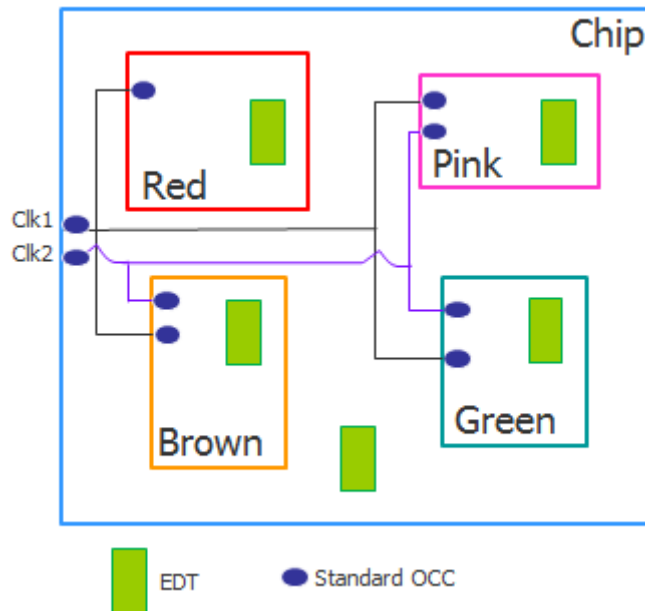 Chip
Red
Pink
Clk1
Clk2
Brown
Green
EDT
Standard OCC